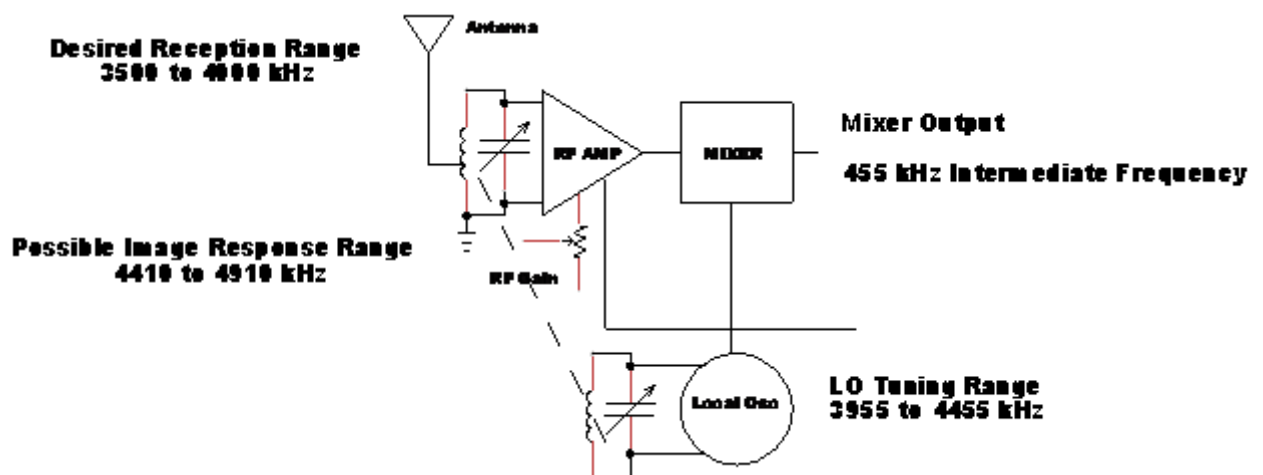 Antenna
Desired Reception Range
3500 to 4000 kHz
RF AMP
MIXER
Mixer Output
455 kHz Intermediate Frequency
Possible Image Response Range
4410 to 4910 kHz
RF Gain
Local Osc
LO Tuning Range
3955 to 4455 kHz